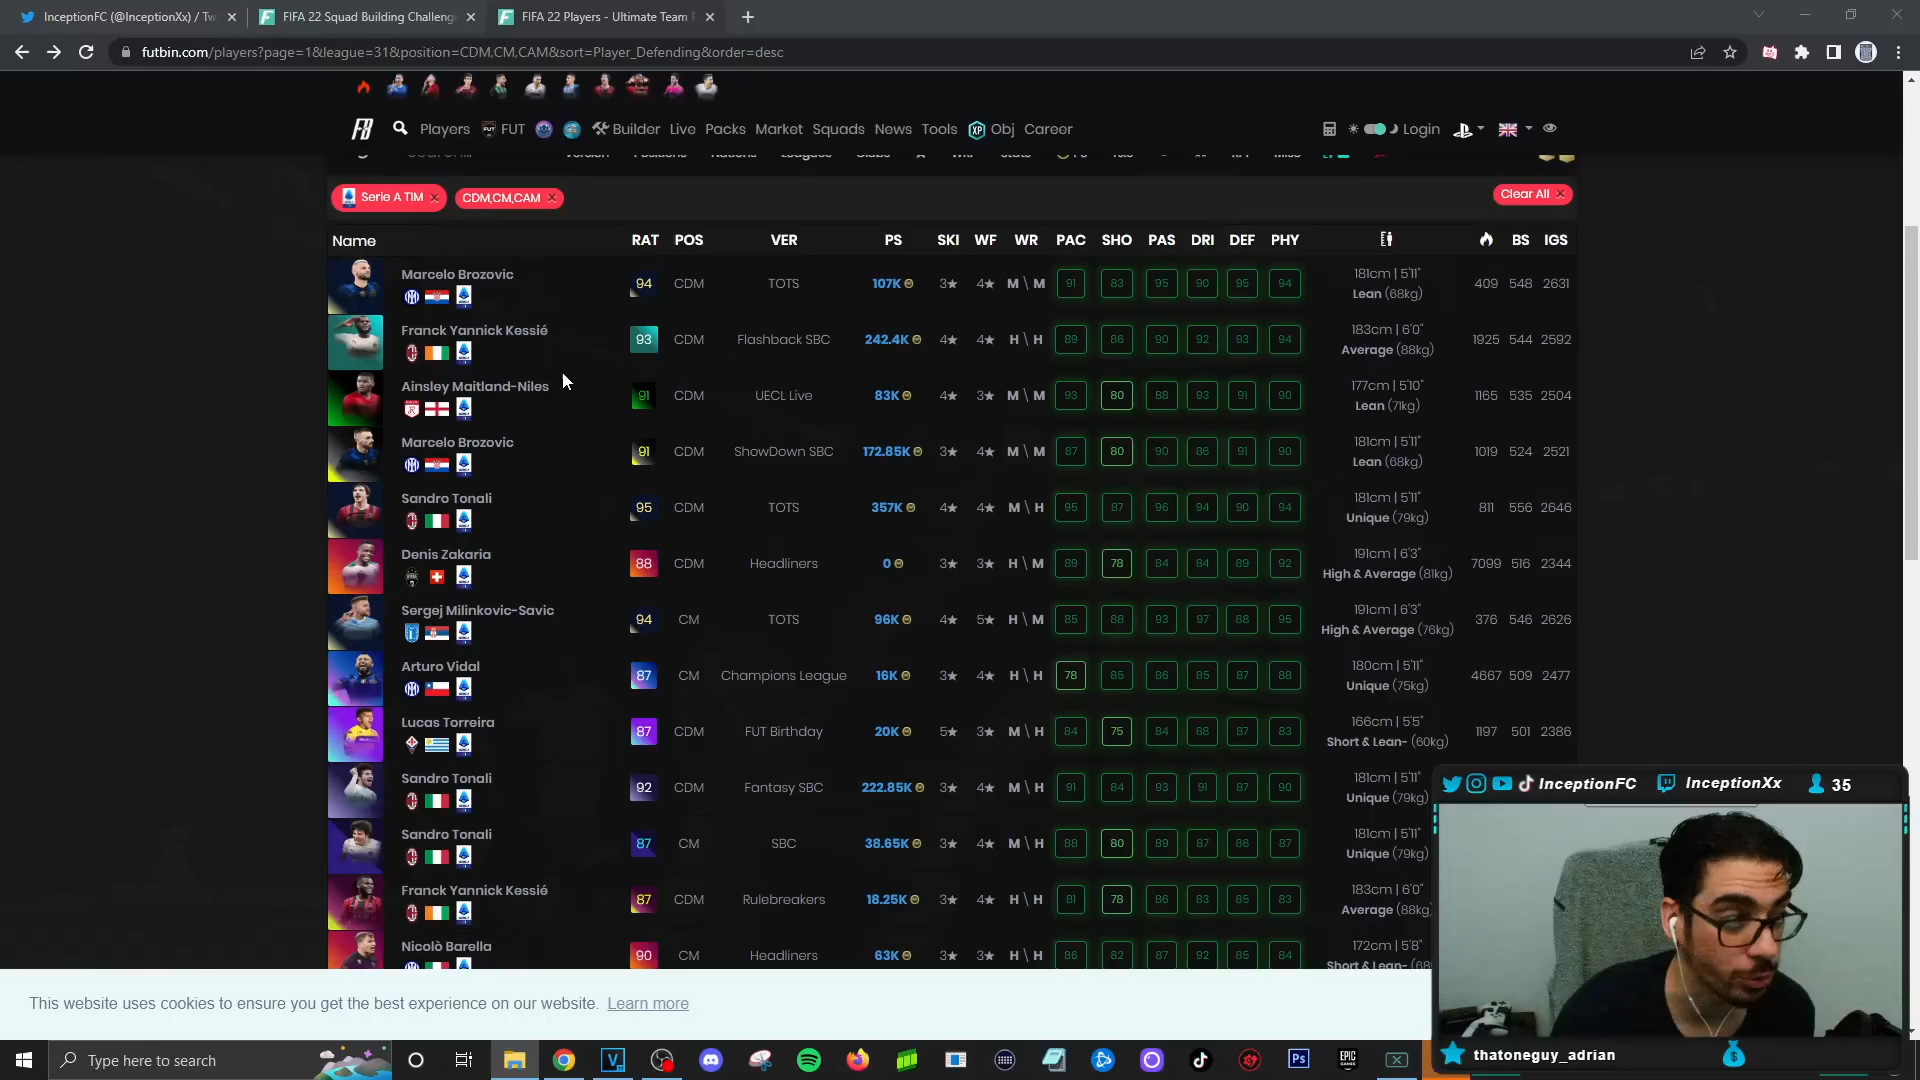 InceptionFC (@InceptionXx) / Tw
FIFA 22 Squad Building Challenge
FIFA 22 Players - Ultimate Team
futbin.com/players?page=1&league=31&position=CDM,CM,CAM&sort=Player_Defending&order=desc
Players FUT Builder Live Packs Market Squads News Tools XP Obj Career Login
Serie A TIM CDM,CM,CAM Clear All
Name RAT POS VER PS SKI WF WR PAC SHO PAS DRI DEF PHY BS IGS
Marcelo Brozovic 94 CDM TOTS 107K 3★ 4★ M \ M 91 83 95 90 95 94 181cm | 5'11" Lean (68kg) 409 548 2631
Franck Yannick Kessié 93 CDM Flashback SBC 242.4K 4★ 4★ H \ H 89 86 90 92 93 94 183cm | 6'0" Average (88kg) 1925 544 2592
Ainsley Maitland-Niles 91 CDM UECL Live 83K 4★ 3★ M \ M 93 80 88 93 91 90 177cm | 5'10" Lean (71kg) 1165 535 2504
Marcelo Brozovic 91 CDM ShowDown SBC 172.85K 3★ 4★ M \ M 87 80 90 86 91 90 181cm | 5'11" Lean (68kg) 1019 524 2521
Sandro Tonali 95 CDM TOTS 357K 4★ 4★ M \ H 95 87 96 94 90 94 181cm | 5'11" Unique (79kg) 811 556 2646
Denis Zakaria 88 CDM Headliners 0 3★ 3★ H \ M 89 78 84 84 89 92 191cm | 6'3" High & Average (81kg) 7099 516 2344
Sergej Milinkovic-Savic 94 CM TOTS 96K 4★ 5★ H \ M 85 88 93 97 88 95 191cm | 6'3" High & Average (76kg) 376 546 2626
Arturo Vidal 87 CM Champions League 16K 3★ 4★ H \ H 78 85 86 85 87 88 180cm | 5'11" Unique (75kg) 4667 509 2477
Lucas Torreira 87 CDM FUT Birthday 20K 5★ 3★ M \ H 84 75 84 88 87 83 166cm | 5'5" Short & Lean- (60kg) 1197 501 2386
Sandro Tonali 92 CDM Fantasy SBC 222.85K 3★ 4★ M \ H 91 84 93 91 87 90 181cm | 5'11" Unique (79kg)
Sandro Tonali 87 CM SBC 38.65K 3★ 4★ M \ H 88 80 89 87 86 87 181cm | 5'11" Unique (79kg)
Franck Yannick Kessié 87 CDM Rulebreakers 18.25K 3★ 4★ H \ H 81 78 86 83 85 83 183cm | 6'0" Average (88kg)
Nicolò Barella 90 CM Headliners 63K 3★ 3★ H \ H 86 82 87 92 85 84 172cm | 5'8" Short & Lean- (68
InceptionFC InceptionXx 35
This website uses cookies to ensure you get the best experience on our website. Learn more
thatoneguy_adrian
Type here to search